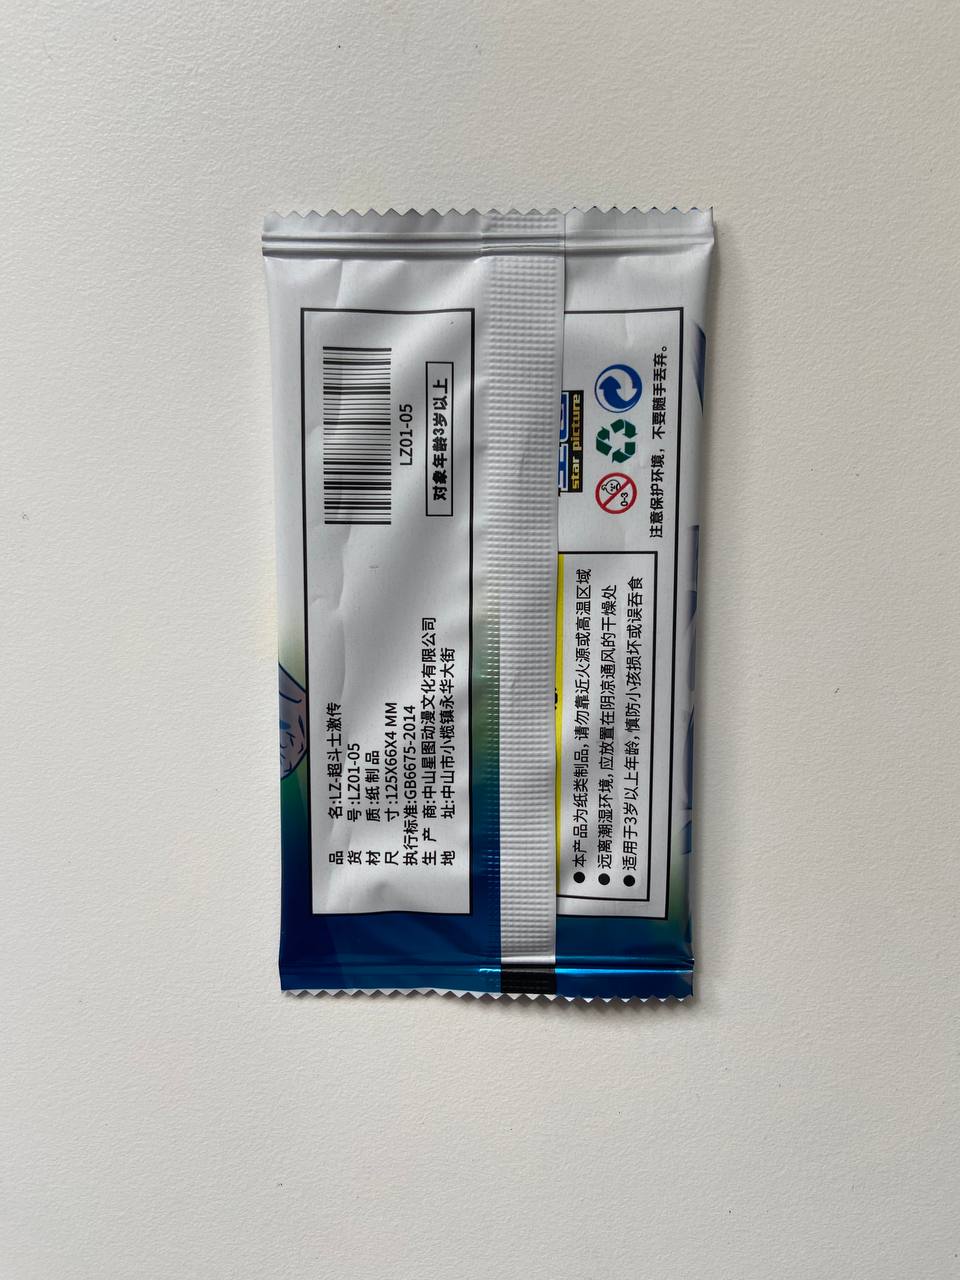 品 名:LZ-超斗士激传
货 号:LZ01-05
材 质:纸制品
尺 寸:125X66X4 MM
执行标准:GB6675-2014
生 产 商:中山星图动漫文化有限公司
地 址:中山市小榄镇永华大街
LZ01-05
对象年龄3岁以上
star picture
●本产品为纸类制品,请勿靠近火源或高温区域
●远离潮湿环境,应放置在阴凉通风的干燥处
●适用于3岁以上年龄,慎防小孩损坏或误吞食
0-3
注意保护环境，不要随手丢弃。